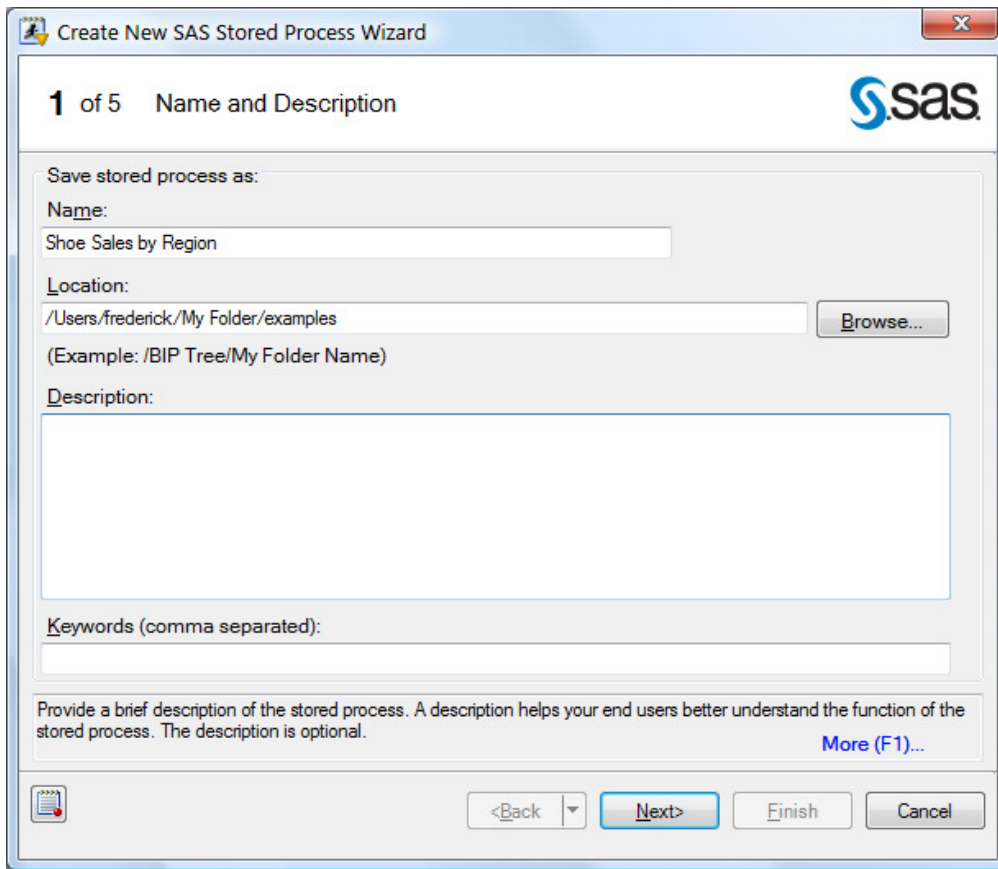 Create New SAS Stored Process Wizard
X
1 of 5 Name and Description
sas
Save stored process as:
Name:
Shoe Sales by Region
Location:
/Users/frederick/My Folder/examples
Browse...
(Example: /BIP Tree/My Folder Name)
Description:
Keywords (comma separated):
Provide a brief description of the stored process. A description helps your end users better understand the function of the
stored process. The description is optional.
More (F1)...
<Back
Next>
Finish
Cancel